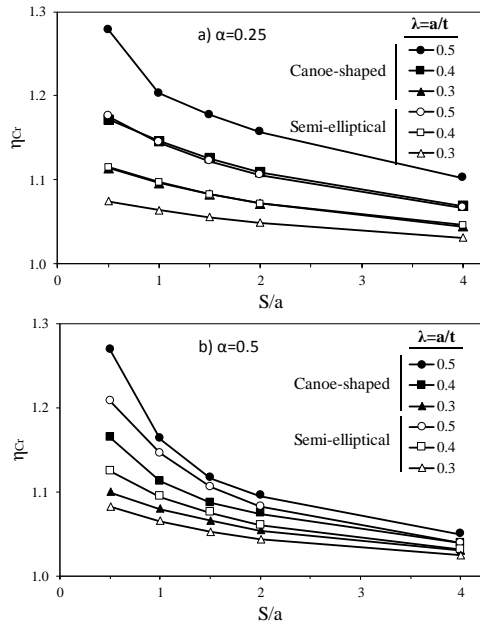 a) α=0.25
λ=a/t
Canoe-shaped
0.5
0.4
0.3
Semi-elptical
0.5
0.4
0.3
1.3
1.2
1.1
1.0
ηCr
0 1 2 3 4
S/a
b) α=0.5
λ=a/t
Canoe-shaped
0.5
0.4
0.3
Semi-elliptical
0.5
0.4
0.3
1.3
1.2
1.1
1.0
ηCr
0 1 2 3 4
S/a